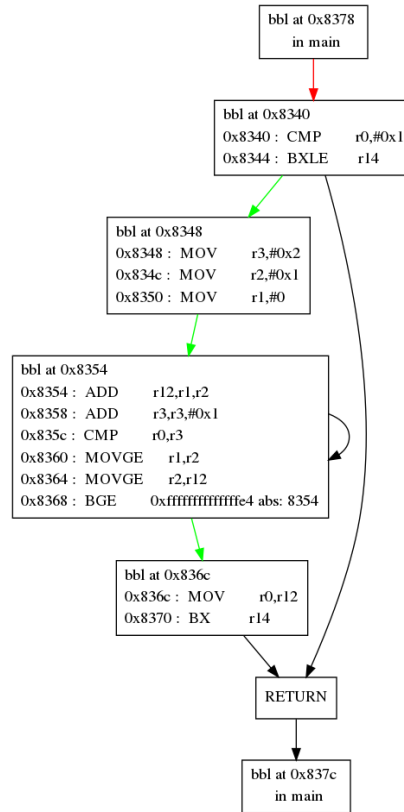 bbl at 0x8378
in main
bbl at 0x8340
0x8340 : CMP r0,#0x1
0x8344 : BXLE r14
bbl at 0x8348
0x8348 : MOV r3,#0x2
0x834c : MOV r2,#0x1
0x8350 : MOV r1,#0
bbl at 0x8354
0x8354 : ADD r12,r1,r2
0x8358 : ADD r3,r3,#0x1
0x835c : CMP r0,r3
0x8360 : MOVGE r1,r2
0x8364 : MOVGE r2,r12
0x8368 : BGE 0xffffffffffffffe4 abs: 8354
bbl at 0x836c
0x836c : MOV r0,r12
0x8370 : BX r14
RETURN
bbl at 0x837c
in main